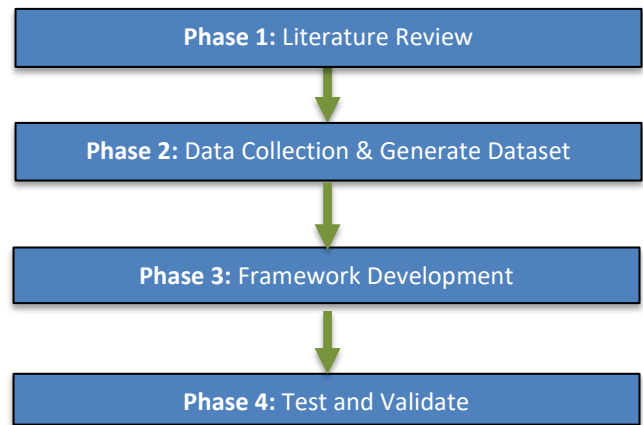 Phase 1: Literature Review
Phase 2: Data Collection & Generate Dataset
Phase 3: Framework Development
Phase 4: Test and Validate